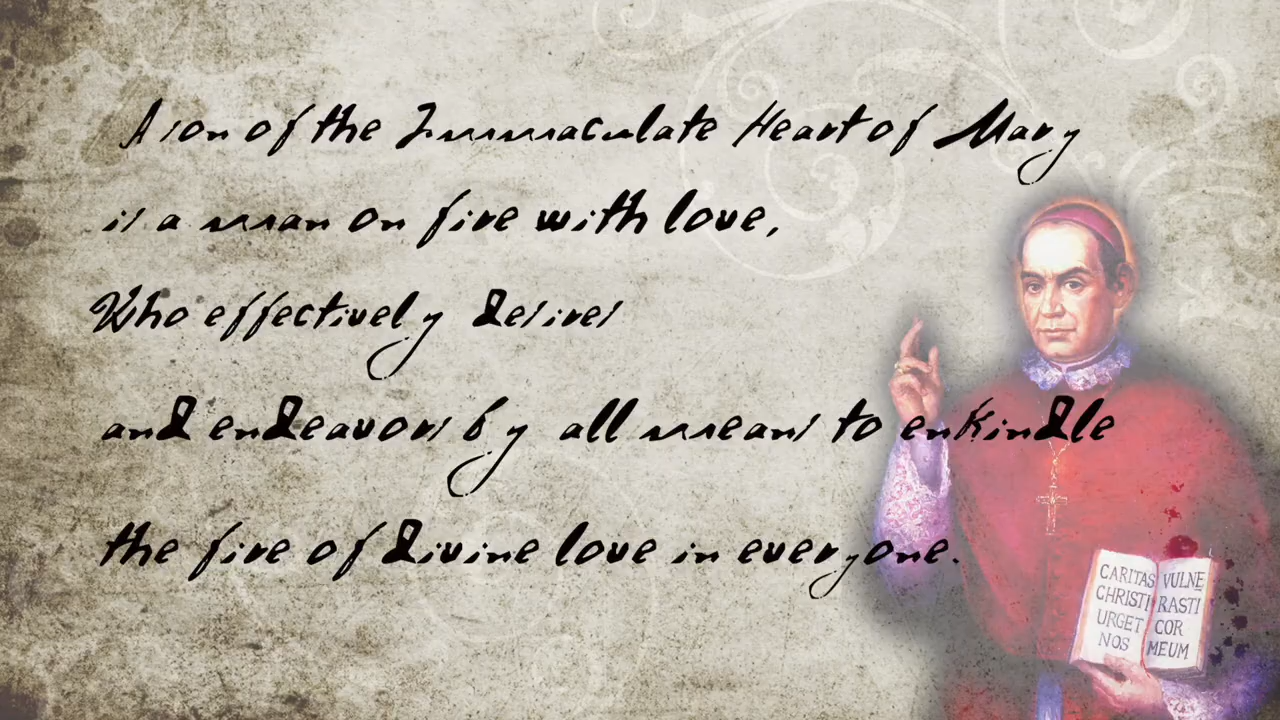 A son of the Immaculate Heart of Mary
is a man on fire with love,
Who effectively desires
and endeavors by all means to enkindle
the fire of divine love in everyone.
CARITAS
CHRISTI
URGET
NOS
VULNE
RASTI
COR
MEUM